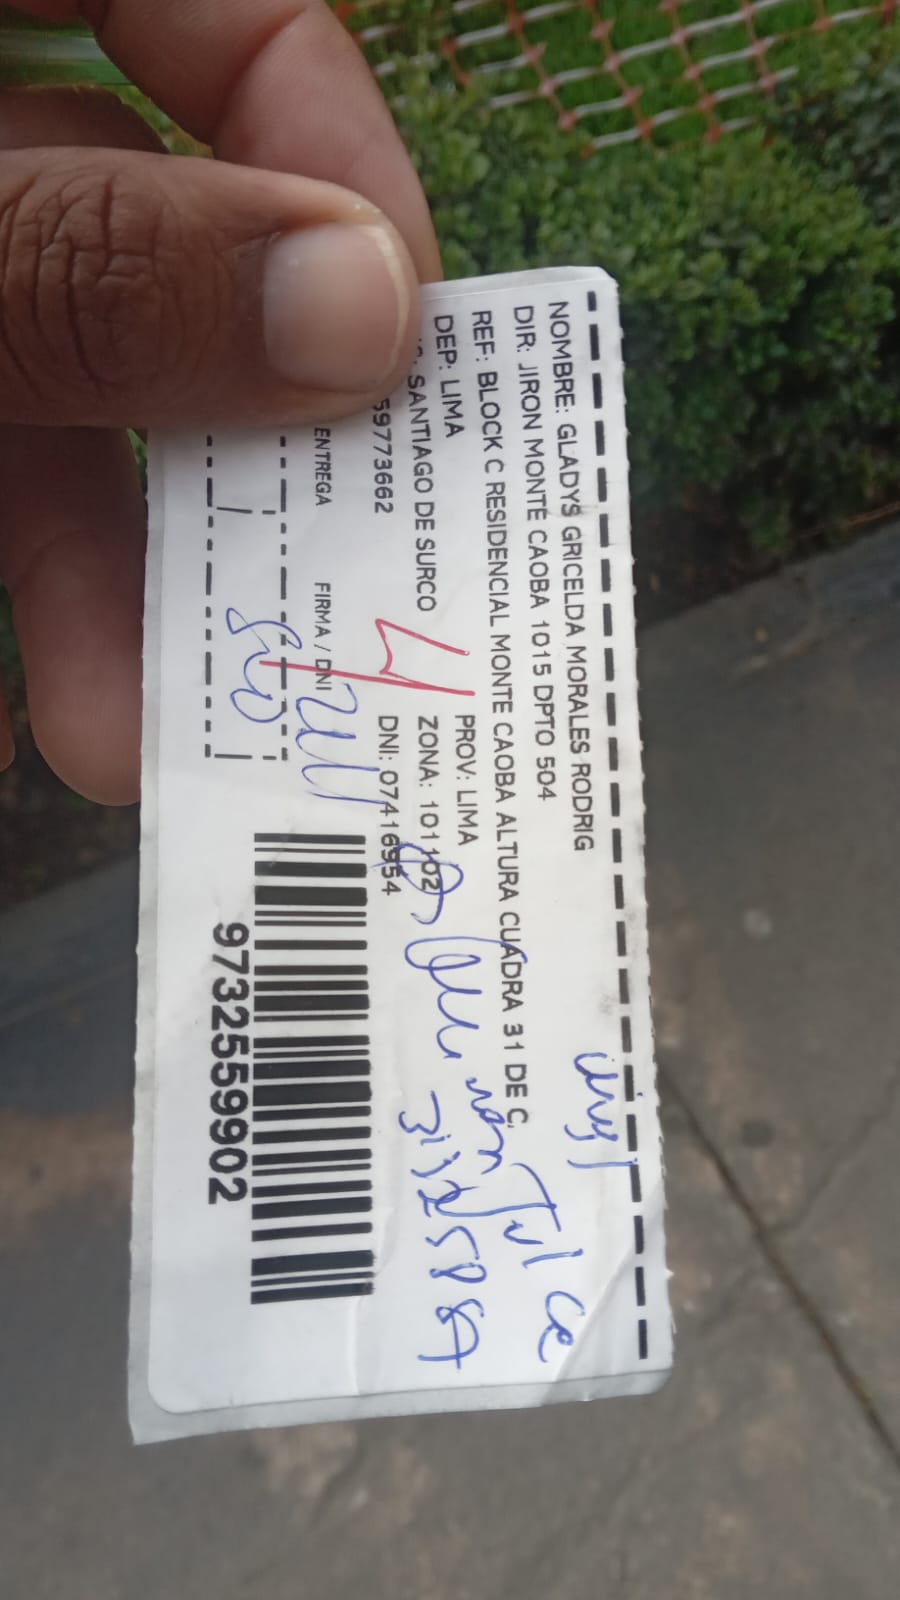 NOMBRE: GLADYS GRICELDA MORALES RODRIG
DIR: JIRON MONTE CAOBA 1015 DPTO 504
REF: BLOCK C RESIDENCIAL MONTE CAOBA ALTURA CUADRA 31 DE C.
DEP: LIMA PROV: LIMA
SANTIAGO DE SURCO ZONA: 101102
59773662 DNI: 07416954
ENTREGA FIRMA / DNI
9732559902